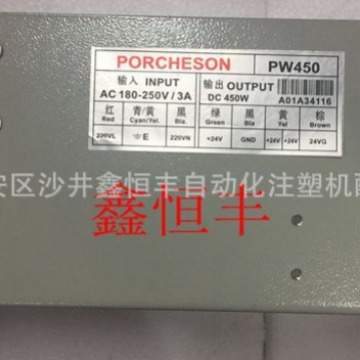 PORCHESON PW450
输入 INPUT 输出 OUTPUT
AC 180-250V / 3A DC 450W A01A34116
红 青/黄 黑 绿 黑 黄 棕
Red Cyan/Yel. Bla Green Bla Yel Brown
220VL E 220VN +24V GND +24V +24V 24VG
安区沙井鑫恒丰自动化注塑机配
鑫恒丰